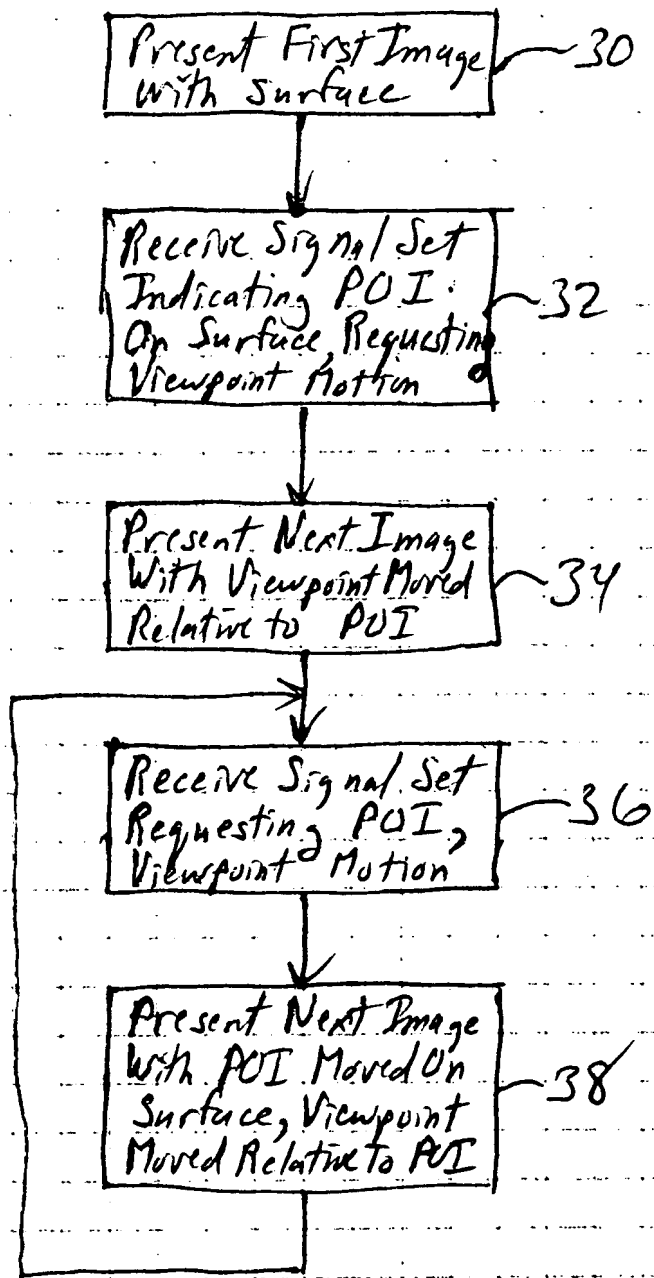 Present First Image
With Surface
30
Receive Signal Set
Indicating POI
On Surface, Requesting
Viewpoint Motion
32
Present Next Image
With Viewpoint Moved
Relative to POI
34
Receive Signal Set
Requesting POI,
Viewpoint Motion
36
Present Next Image
With POI Moved On
Surface, Viewpoint
Moved Relative to POI
38